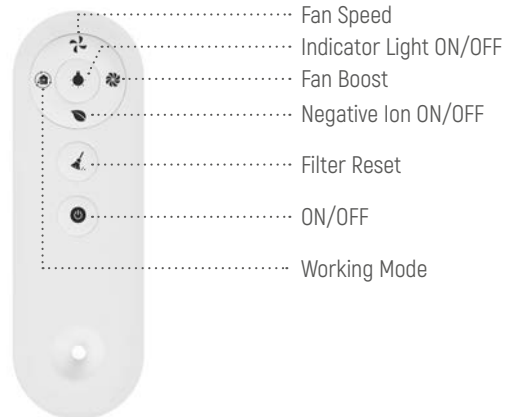 Fan Speed
Indicator Light ON/OFF
Fan Boost
Negative Ion ON/OFF
Filter Reset
ON/OFF
Working Mode